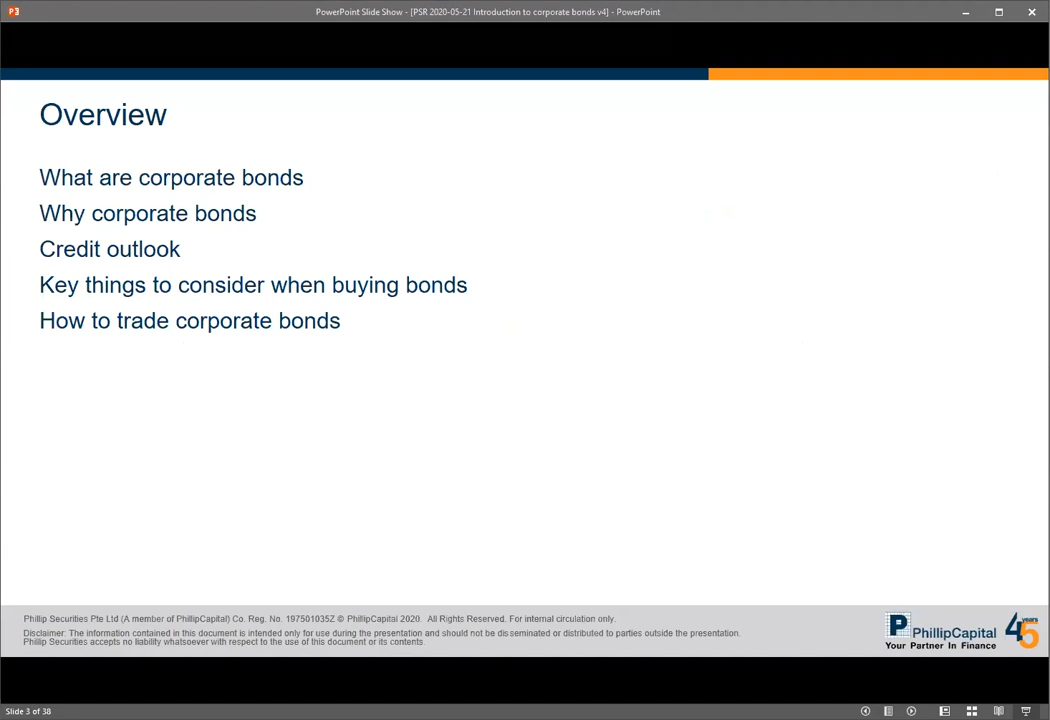 PowerPoint Slide Show - [PSR 2020-05-21 Introduction to corporate bonds v4] - PowerPoint
Overview
What are corporate bonds
Why corporate bonds
Credit outlook
Key things to consider when buying bonds
How to trade corporate bonds
Phillip Securities Pte Ltd (A member of PhillipCapital) Co. Reg. No. 197501035Z © PhillipCapital 2020. All Rights Reserved. For internal circulation only.
Disclaimer: The information contained in this document is intended only for use during the presentation and should not be disseminated or distributed to parties outside the presentation.
Phillip Securities accepts no liability whatsoever with respect to the use of this document or its contents.
P PhillipCapital
Your Partner In Finance
45 years
Slide 3 of 38